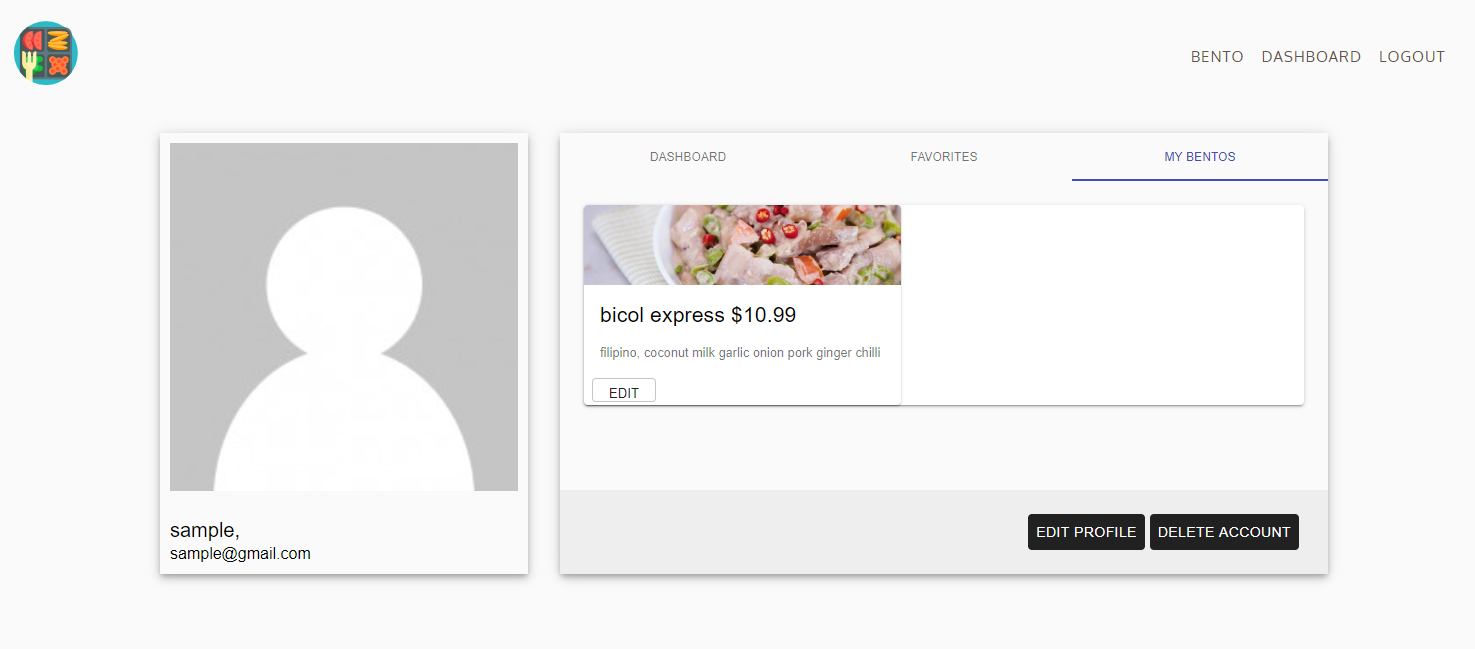 BENTO DASHBOARD LOGOUT
DASHBOARD FAVORITES MY BENTOS
bicol express $10.99
filipino, coconut milk garlic onion pork ginger chilli
EDIT
sample,
sample@gmail.com
EDIT PROFILE DELETE ACCOUNT